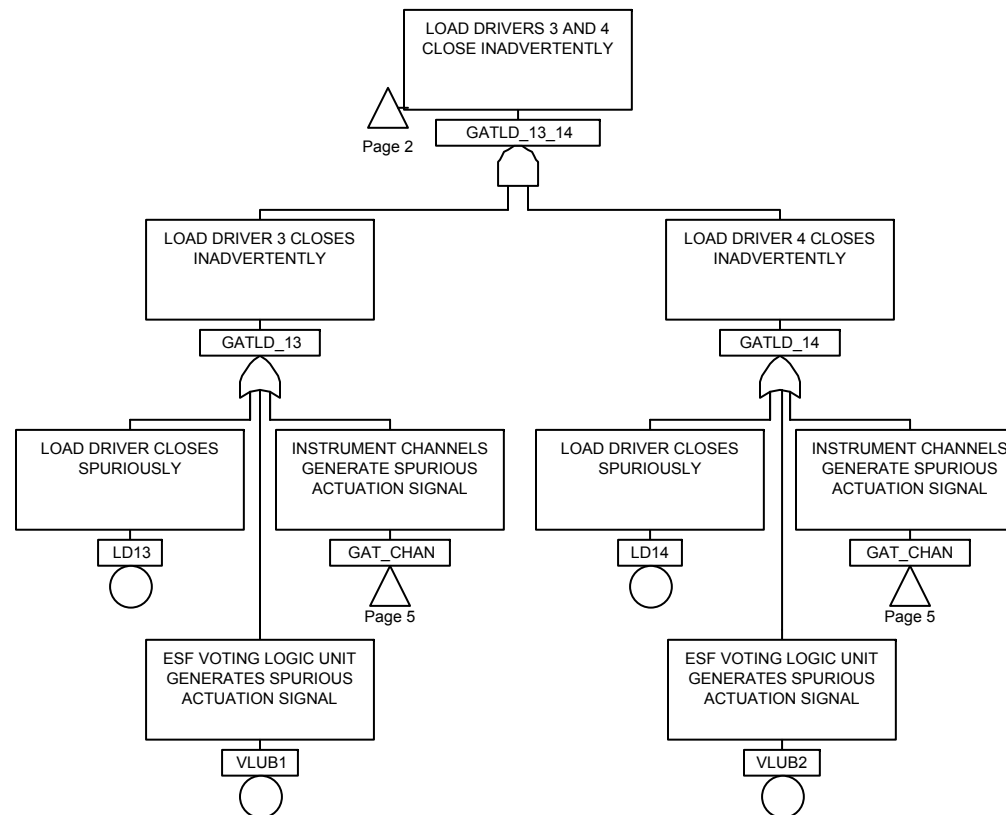 LOAD DRIVERS 3 AND 4
CLOSE INADVERTENTLY
Page 2
GATLD_13_14
LOAD DRIVER 3 CLOSES
INADVERTENTLY
GATLD_13
LOAD DRIVER 4 CLOSES
INADVERTENTLY
GATLD_14
LOAD DRIVER CLOSES
SPURIOUSLY
LD13
INSTRUMENT CHANNELS
GENERATE SPURIOUS
ACTUATION SIGNAL
GAT_CHAN
Page 5
LOAD DRIVER CLOSES
SPURIOUSLY
LD14
INSTRUMENT CHANNELS
GENERATE SPURIOUS
ACTUATION SIGNAL
GAT_CHAN
Page 5
ESF VOTING LOGIC UNIT
GENERATES SPURIOUS
ACTUATION SIGNAL
VLUB1
ESF VOTING LOGIC UNIT
GENERATES SPURIOUS
ACTUATION SIGNAL
VLUB2